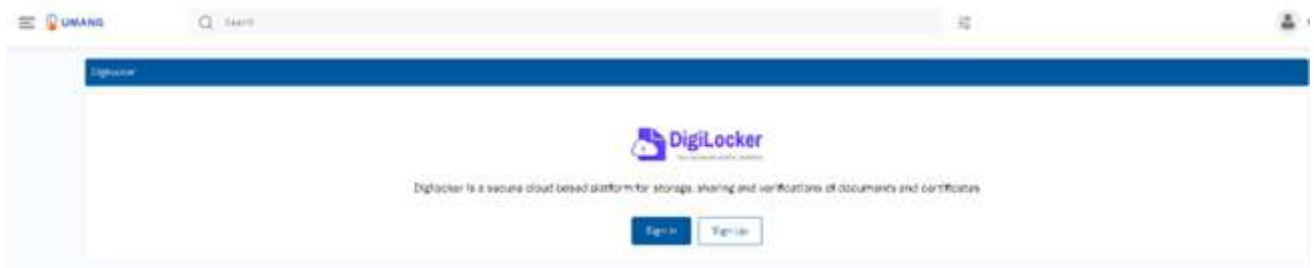 UMANG
Search
Digilocker
DigiLocker
Digilocker is a secure cloud based platform for storage, sharing and verifications of documents and certificates
Sign In
Sign Up